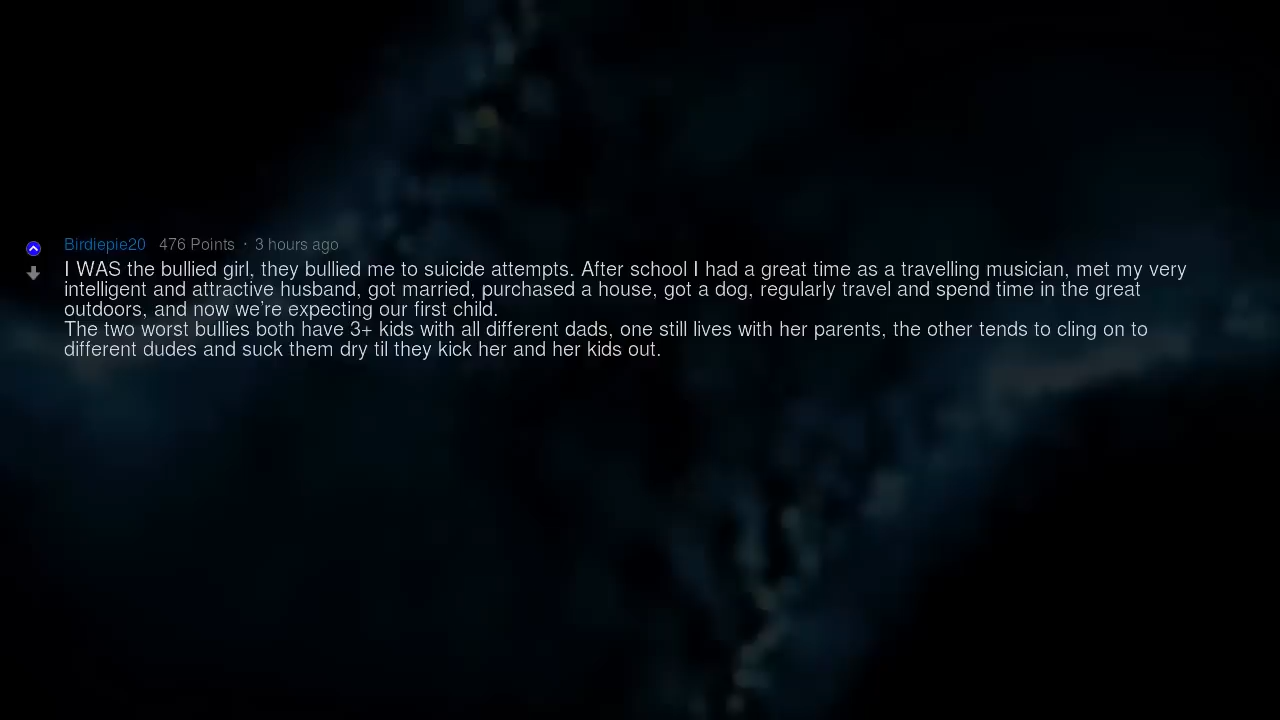 Birdiepie20 476 Points · 3 hours ago
I WAS the bullied girl, they bullied me to suicide attempts. After school I had a great time as a travelling musician, met my very
intelligent and attractive husband, got married, purchased a house, got a dog, regularly travel and spend time in the great
outdoors, and now we're expecting our first child.
The two worst bullies both have 3+ kids with all different dads, one still lives with her parents, the other tends to cling on to
different dudes and suck them dry til they kick her and her kids out.